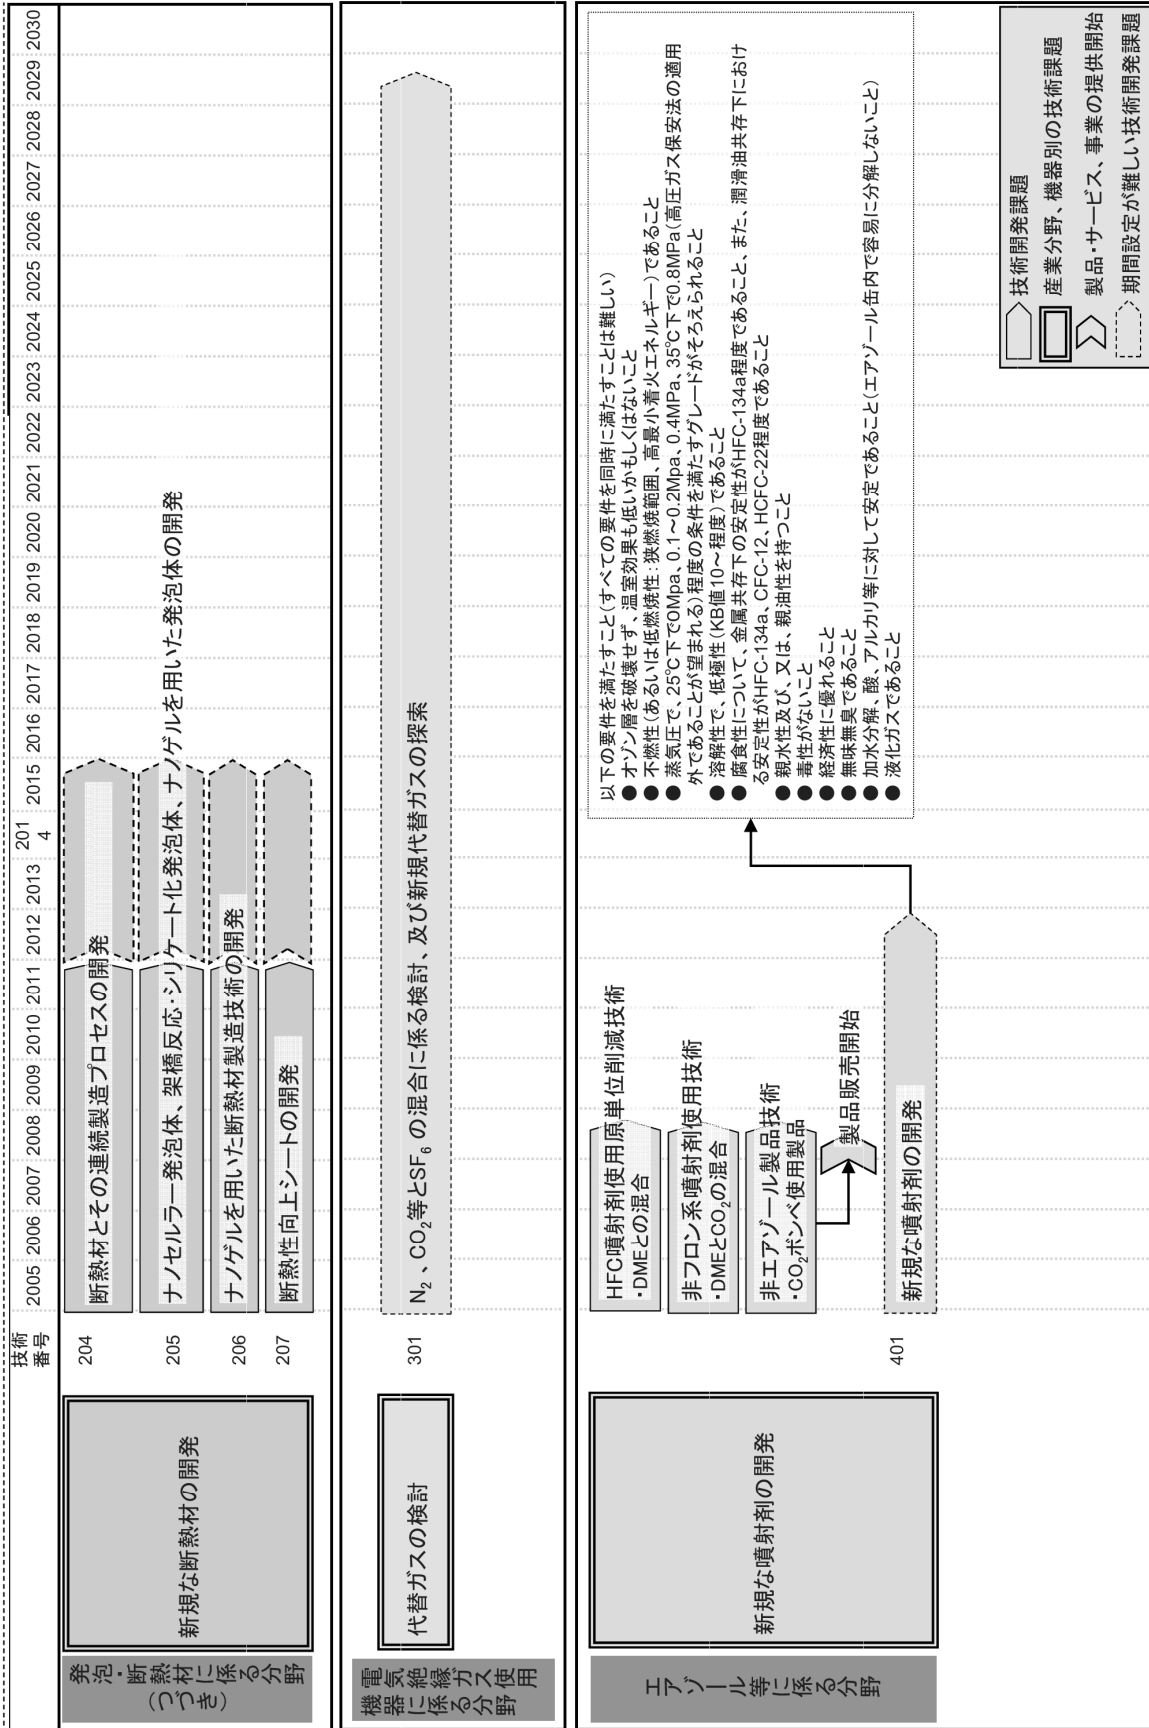 技術
番号
2005 2006 2007 2008 2009 2010 2011 2012 2013 201
4 2015 2016 2017 2018 2019 2020 2021 2022 2023 2024 2025 2026 2027 2028 2029 2030
発泡・断熱材に係る分野
(つづき)
新規な断熱材の開発
204
断熱材とその連続製造プロセスの開発
205
ナノセルラー発泡体、架橋反応・シリケート化発泡体、ナノゲルを用いた発泡体の開発
206
ナノゲルを用いた断熱材製造技術の開発
207
断熱性向上シートの開発
電気絶縁ガス使用
機器に係る分野
代替ガスの検討
301
N₂、CO₂等とSF₆の混合に係る検討、及び新規代替ガスの探索
エアゾール等に係る分野
新規な噴射剤の開発
HFC噴射剤使用原単位削減技術
・DMEとの混合
非フロン系噴射剤使用技術
・DMEとCO₂の混合
非エアゾール製品技術
・CO₂ボンベ使用製品
製品販売開始
401
新規な噴射剤の開発
以下の要件を満たすこと(すべての要件を同時に満たすことは難しい)
●オゾン層を破壊せず、温室効果も低いかもしくはないこと
●不燃性(あるいは低燃焼性:狭燃焼範囲、高最小着火エネルギー)であること
●蒸気圧で、25℃下で0Mpa、0.1~0.2Mpa、0.4MPa、35℃下で0.8MPa(高圧ガス保安法の適用
外であることが望まれる)程度の条件を満たすグレードがそろえられること
●溶解性で、低極性(KB値10~程度)であること
●腐食性について、金属共存下の安定性がHFC-134a程度であること、また、潤滑油共存下におけ
る安定性がHFC-134a、CFC-12、HCFC-22程度であること
●親水性及び、又は、親油性を持つこと
●毒性がないこと
●経済性に優れること
●無味無臭であること
●加水分解、酸、アルカリ等に対して安定であること(エアゾール缶内で容易に分解しないこと)
●液化ガスであること
技術開発課題
産業分野、機器別の技術課題
製品・サービス、事業の提供開始
期間設定が難しい技術開発課題